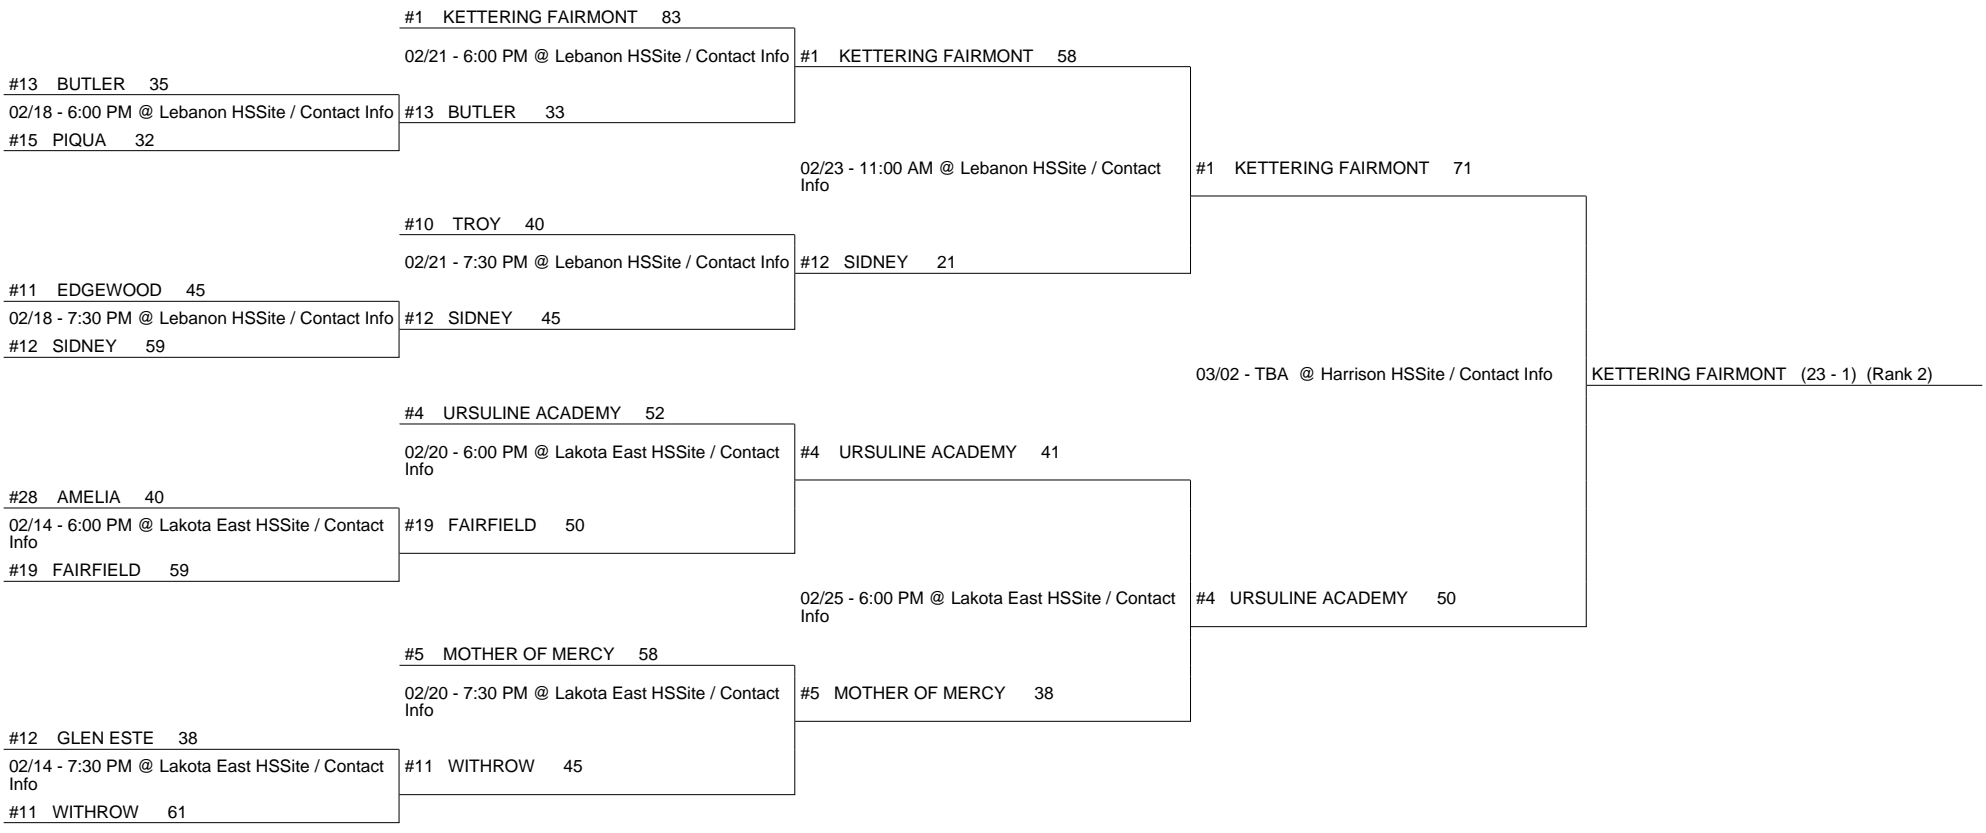 #1 KETTERING FAIRMONT 83
02/21 - 6:00 PM @ Lebanon HSSite / Contact Info
#1 KETTERING FAIRMONT 58
#13 BUTLER 35
02/18 - 6:00 PM @ Lebanon HSSite / Contact Info
#13 BUTLER 33
#15 PIQUA 32
02/23 - 11:00 AM @ Lebanon HSSite / Contact
Info
#1 KETTERING FAIRMONT 71
#10 TROY 40
02/21 - 7:30 PM @ Lebanon HSSite / Contact Info
#12 SIDNEY 21
#11 EDGEWOOD 45
02/18 - 7:30 PM @ Lebanon HSSite / Contact Info
#12 SIDNEY 45
#12 SIDNEY 59
03/02 - TBA @ Harrison HSSite / Contact Info
KETTERING FAIRMONT (23 - 1) (Rank 2)
#4 URSULINE ACADEMY 52
02/20 - 6:00 PM @ Lakota East HSSite / Contact
Info
#4 URSULINE ACADEMY 41
#28 AMELIA 40
02/14 - 6:00 PM @ Lakota East HSSite / Contact
Info
#19 FAIRFIELD 50
#19 FAIRFIELD 59
02/25 - 6:00 PM @ Lakota East HSSite / Contact
Info
#4 URSULINE ACADEMY 50
#5 MOTHER OF MERCY 58
02/20 - 7:30 PM @ Lakota East HSSite / Contact
Info
#5 MOTHER OF MERCY 38
#12 GLEN ESTE 38
02/14 - 7:30 PM @ Lakota East HSSite / Contact
Info
#11 WITHROW 45
#11 WITHROW 61